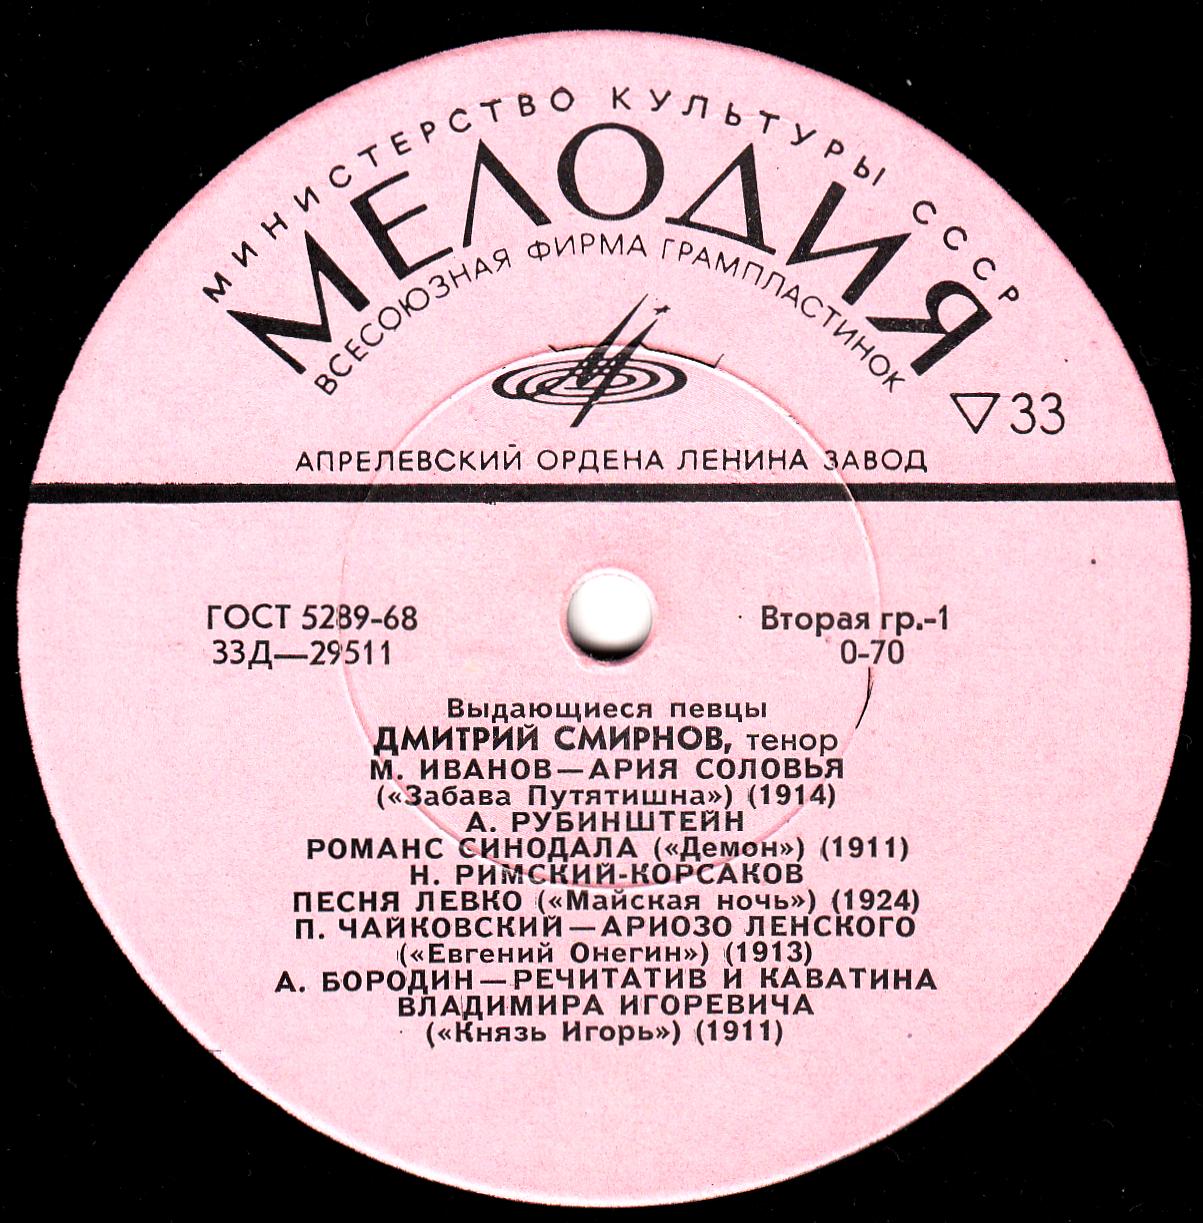 МИНИСТЕРСТВО КУЛЬТУРЫ СССР
МЕЛОДИЯ
ВСЕСОЮЗНАЯ ФИРМА ГРАМПЛАСТИНОК
▽33
АПРЕЛЕВСКИЙ ОРДЕНА ЛЕНИНА ЗАВОД
ГОСТ 5289-68
33Д—29511
Вторая гр.-1
0-70
Выдающиеся певцы
ДМИТРИЙ СМИРНОВ, тенор
М. ИВАНОВ—АРИЯ СОЛОВЬЯ
(«Забава Путятишна») (1914)
А. РУБИНШТЕЙН
РОМАНС СИНОДАЛА («Демон») (1911)
Н. РИМСКИЙ-КОРСАКОВ
ПЕСНЯ ЛЕВКО («Майская ночь») (1924)
П. ЧАЙКОВСКИЙ—АРИОЗО ЛЕНСКОГО
(«Евгений Онегин») (1913)
А. БОРОДИН—РЕЧИТАТИВ И КАВАТИНА
ВЛАДИМИРА ИГОРЕВИЧА
(«Князь Игорь») (1911)